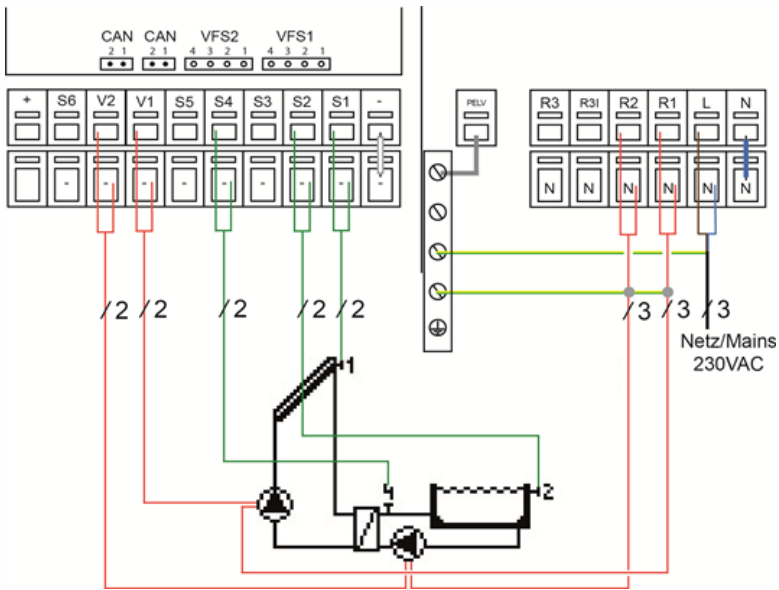 CAN CAN VFS2 VFS1
2 1 2 1 4 3 2 1 4 3 2 1
+ S6 V2 V1 S5 S4 S3 S2 S1 - PELV R3 R3I R2 R1 L N
- - - - - - - - N N N N N N
/2 /2 /2 /2 /2 /3 /3 /3
Netz/Mains
230VAC
1
4
2